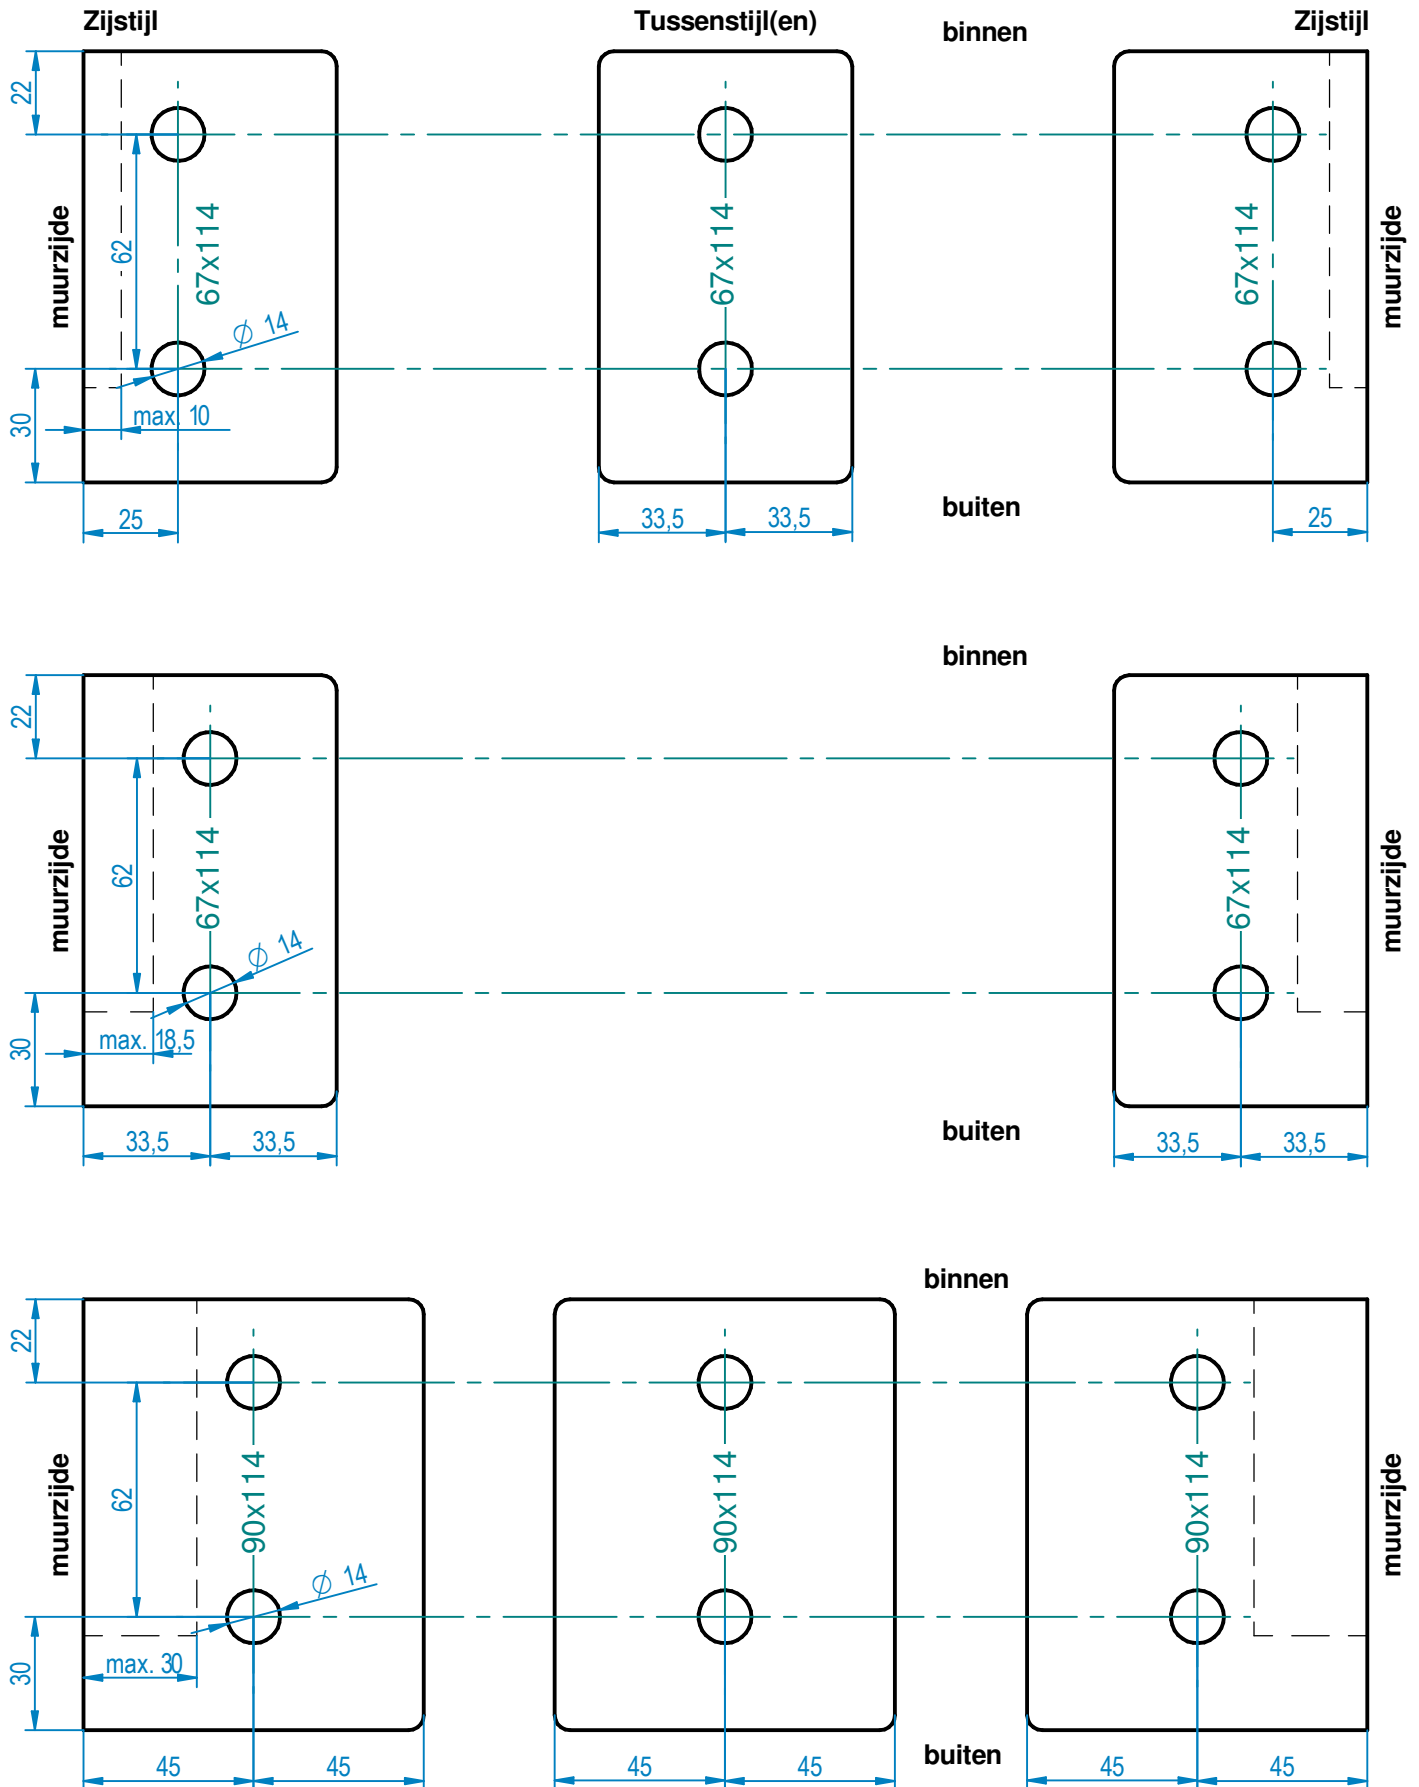 Zijstijl
Tussenstijl(en)
binnen
Zijstijl
22
muurzijde
62
67x114
67x114
67x114
muurzijde
Ø 14
30
max. 10
25
33,5
33,5
buiten
25
binnen
22
muurzijde
62
67x114
67x114
muurzijde
Ø 14
30
max. 18,5
33,5
33,5
buiten
33,5
33,5
binnen
22
muurzijde
62
90x114
90x114
90x114
muurzijde
Ø 14
30
max. 30
45
45
45
45
buiten
45
45